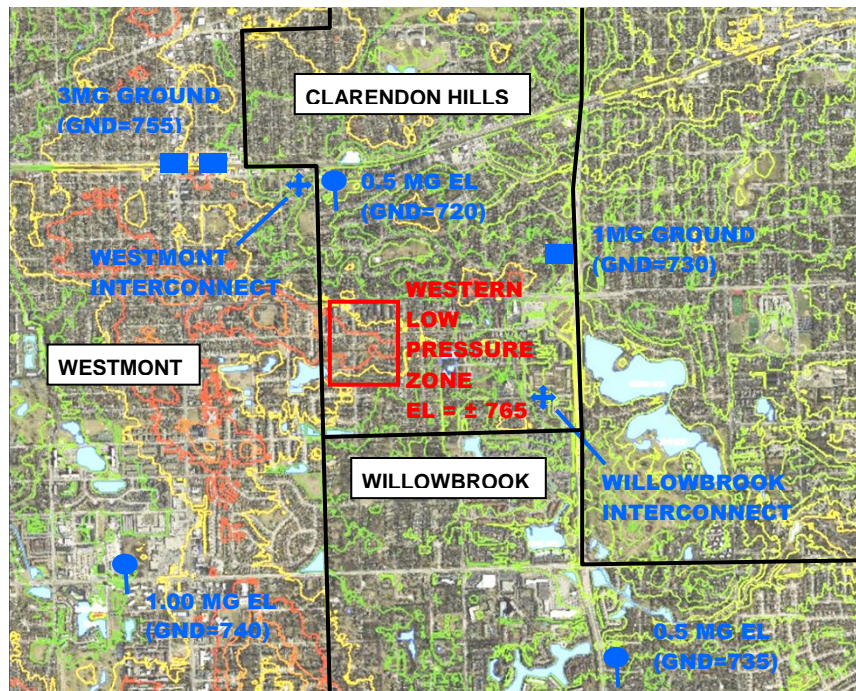 CLARENDON HILLS
3MG GROUND
(GND=755)
0.5 MG EL
(GND=720)
1MG GROUND
(GND=730)
WESTMONT
INTERCONNECT
WESTERN
LOW
PRESSURE
ZONE
EL = ± 765
WESTMONT
WILLOWBROOK
WILLOWBROOK
INTERCONNECT
1.00 MG EL
(GND=740)
0.5 MG EL
(GND=735)